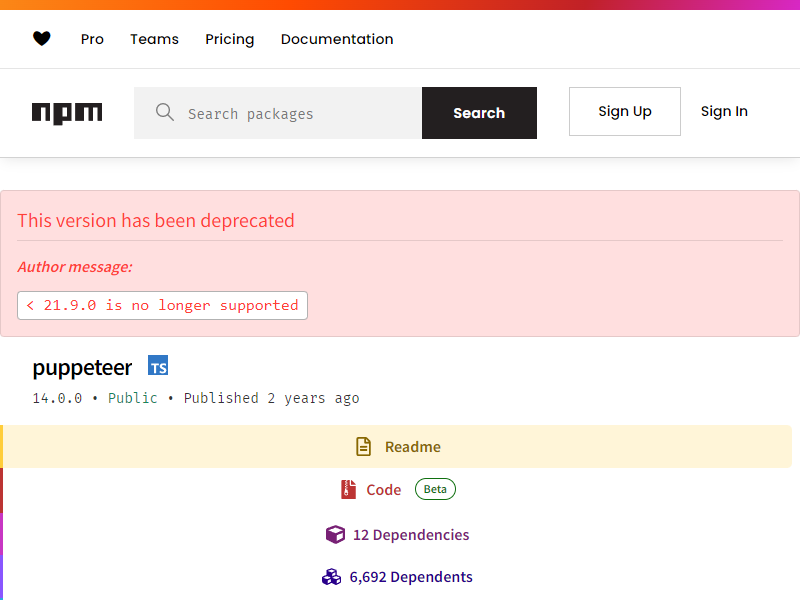 Pro Teams Pricing Documentation
npm Search packages Search Sign Up Sign In
This version has been deprecated
Author message:
< 21.9.0 is no longer supported
puppeteer TS
14.0.0 • Public • Published 2 years ago
Readme
Code Beta
12 Dependencies
6,692 Dependents